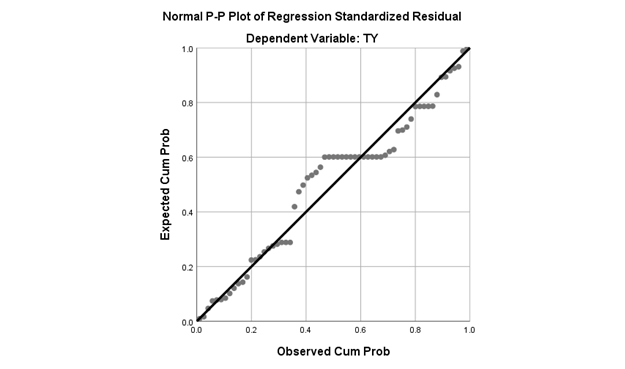 Normal P-P Plot of Regression Standardized Residual
Dependent Variable: TY
1.0
0.8
0.6
0.4
0.2
0.0
Expected Cum Prob
0.0 0.2 0.4 0.6 0.8 1.0
Observed Cum Prob